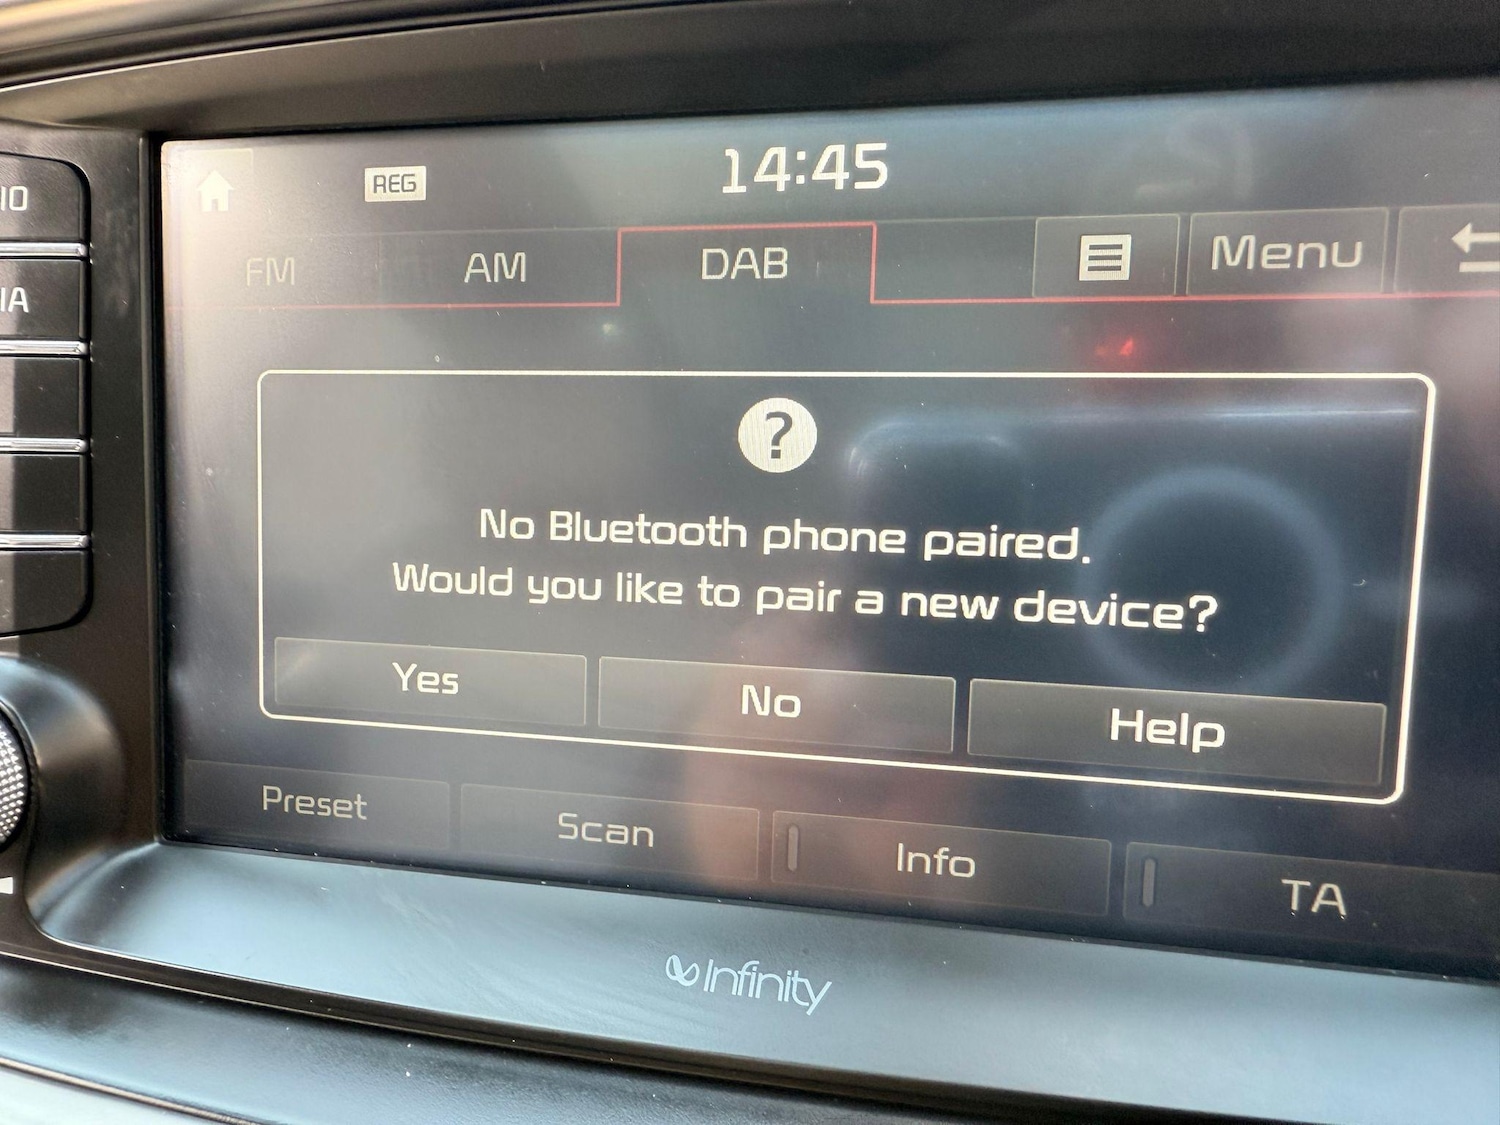 14:45
REG
FM
AM
DAB
Menu
?
No Bluetooth phone paired.
Would you like to pair a new device?
Yes
No
Help
Preset
Scan
Info
TA
Infinity